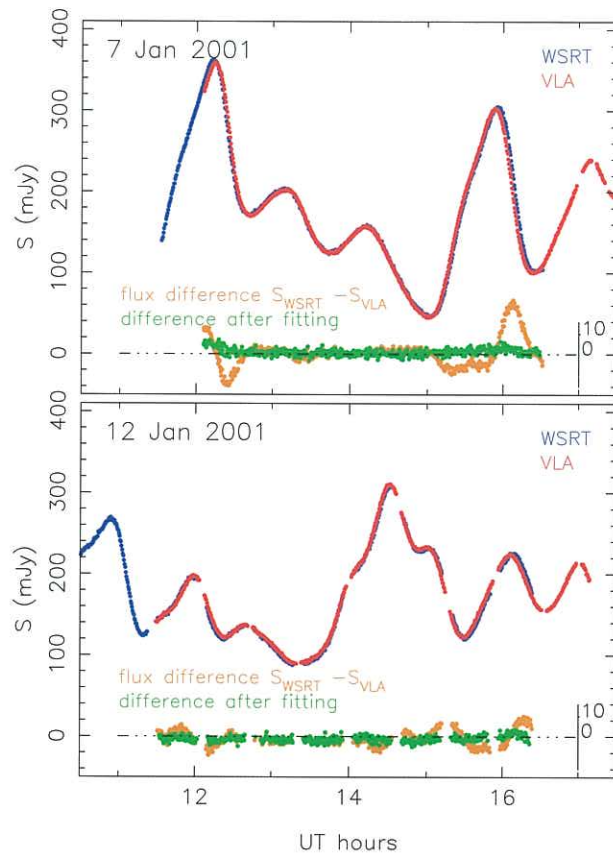 7 Jan 2001
WSRT
VLA
400
300
200
100
0
S (mJy)
flux difference S_WSRT −S_VLA
difference after fitting
10
0
12 Jan 2001
WSRT
VLA
400
300
200
100
0
S (mJy)
flux difference S_WSRT −S_VLA
difference after fitting
10
0
12 14 16
UT hours